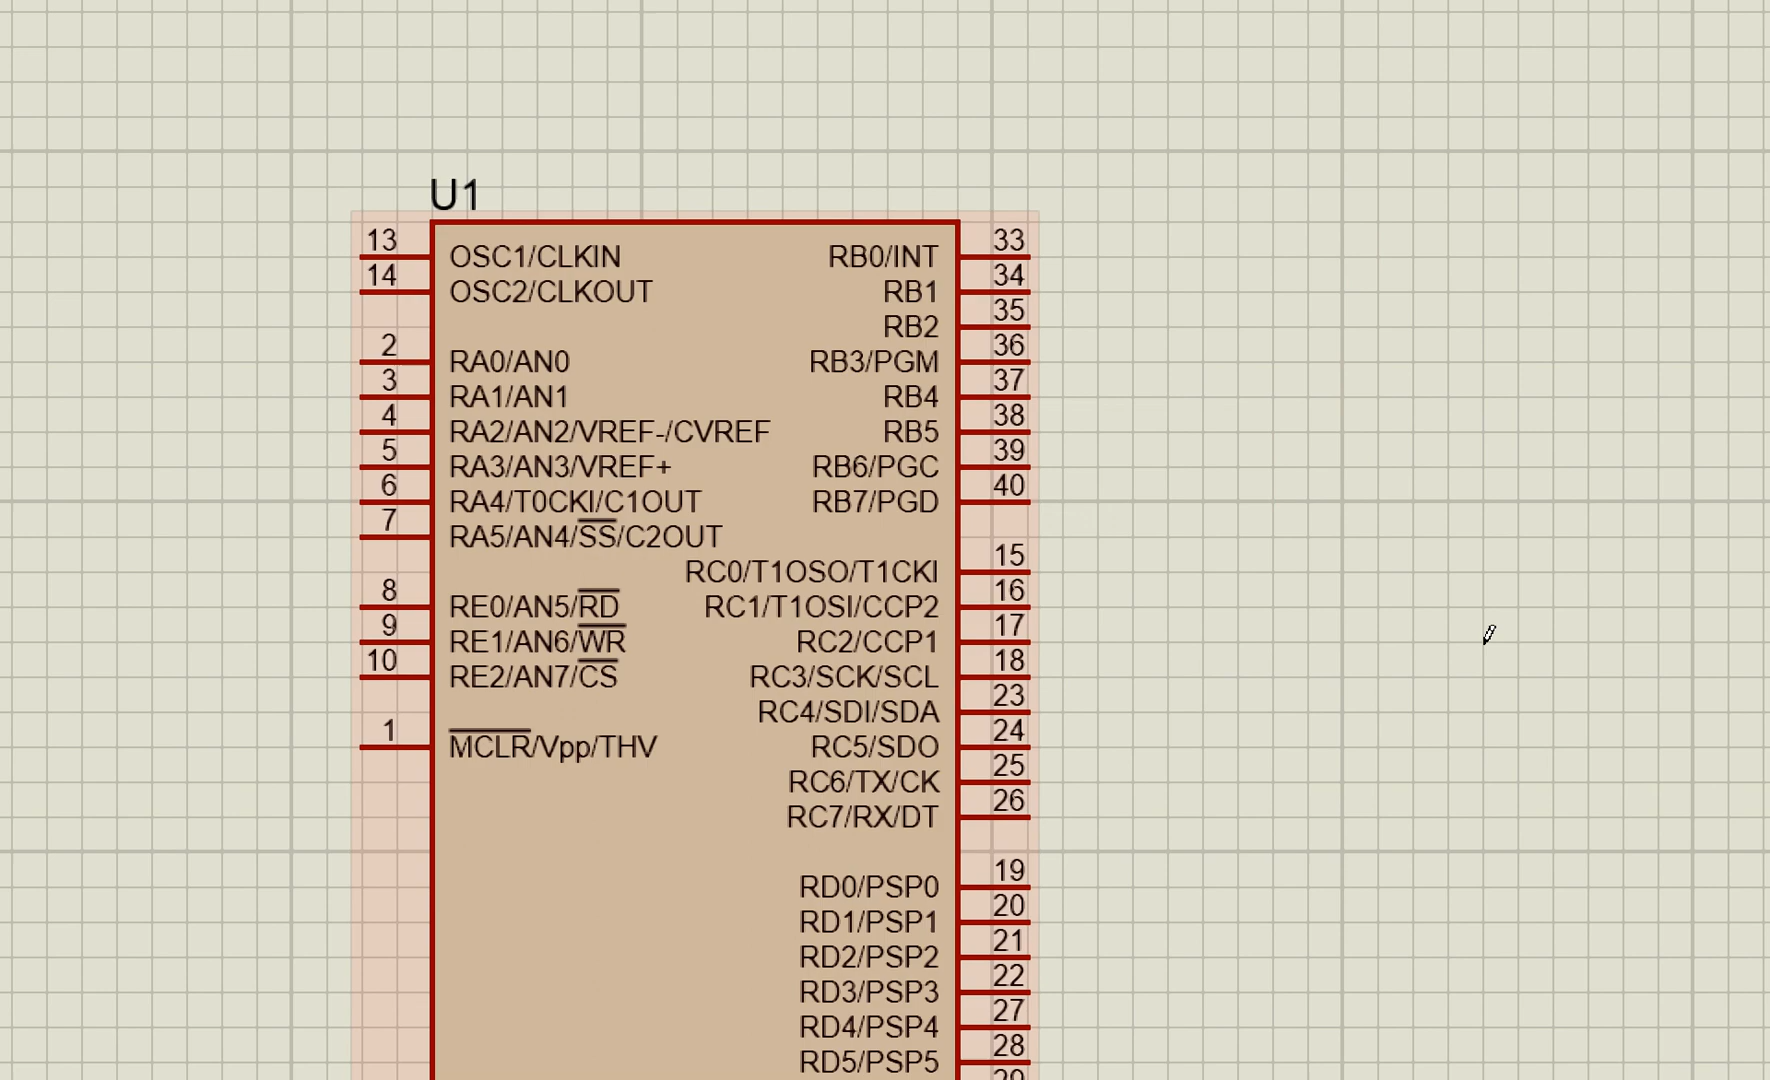 U1
13 OSC1/CLKIN RB0/INT 33
14 OSC2/CLKOUT RB1 34
RB2 35
2 RA0/AN0 RB3/PGM 36
3 RA1/AN1 RB4 37
4 RA2/AN2/VREF-/CVREF RB5 38
5 RA3/AN3/VREF+ RB6/PGC 39
6 RA4/T0CKI/C1OUT RB7/PGD 40
7 RA5/AN4/SS/C2OUT
RC0/T1OSO/T1CKI 15
8 RE0/AN5/RD RC1/T1OSI/CCP2 16
9 RE1/AN6/WR RC2/CCP1 17
10 RE2/AN7/CS RC3/SCK/SCL 18
RC4/SDI/SDA 23
1 MCLR/Vpp/THV RC5/SDO 24
RC6/TX/CK 25
RC7/RX/DT 26
RD0/PSP0 19
RD1/PSP1 20
RD2/PSP2 21
RD3/PSP3 22
RD4/PSP4 27
RD5/PSP5 28